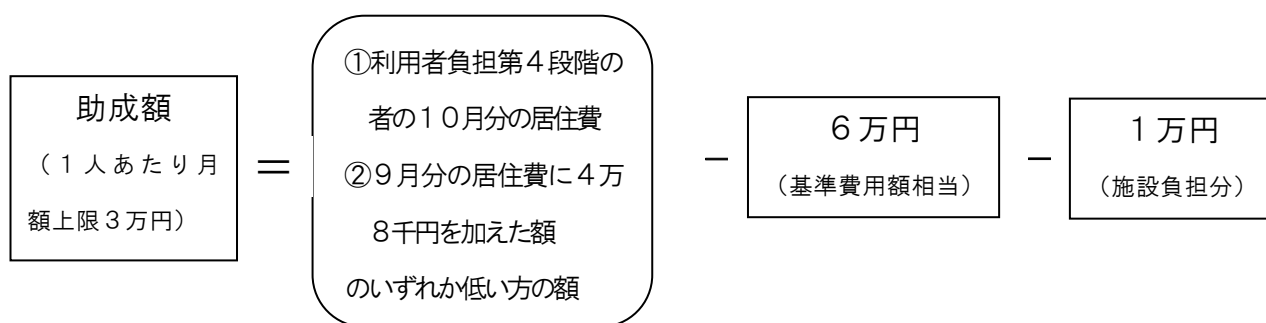 助成額
（１人あたり月
額上限３万円）
＝
①利用者負担第４段階の
者の１０月分の居住費
②９月分の居住費に４万
８千円を加えた額
のいずれか低い方の額
－
６万円
（基準費用額相当）
－
１万円
（施設負担分）